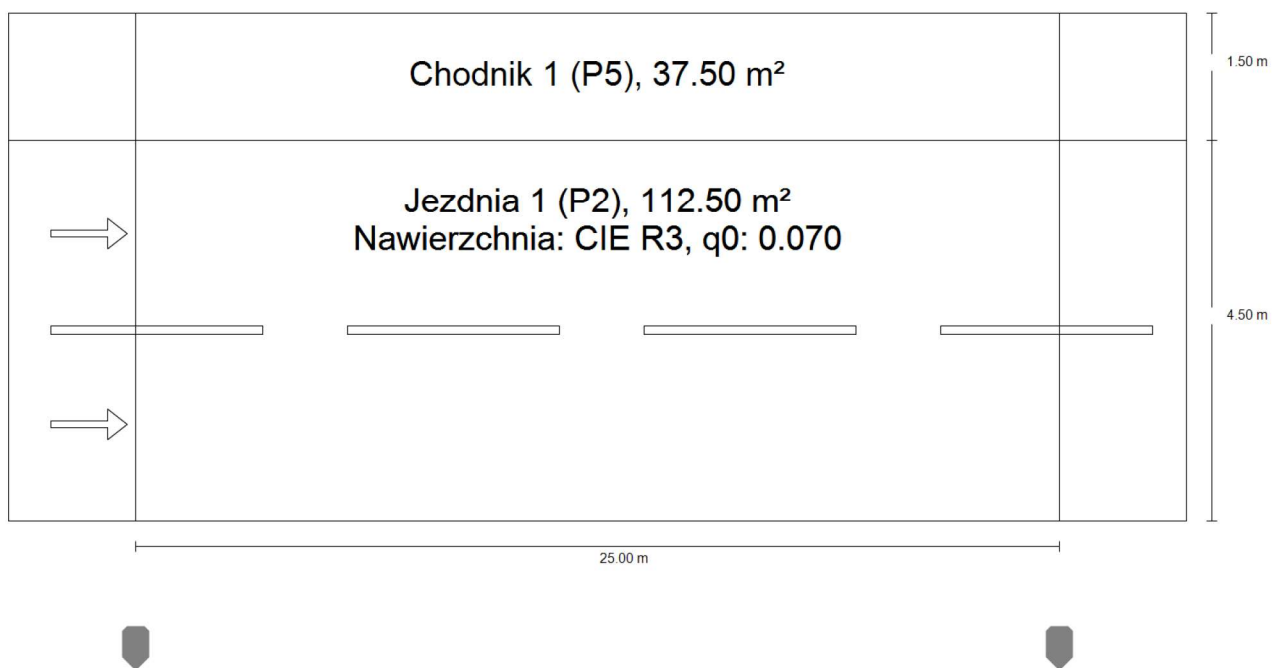 Chodnik 1 (P5), 37.50 m²
1.50 m
Jezdnia 1 (P2), 112.50 m²
Nawierzchnia: CIE R3, q0: 0.070
4.50 m
25.00 m